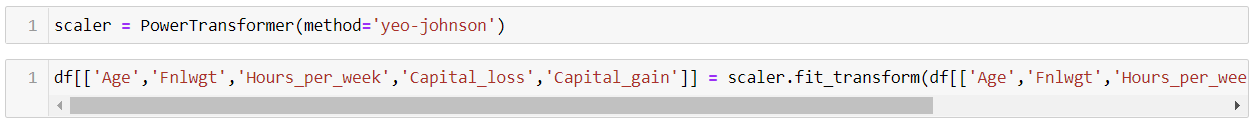 1 scaler = PowerTransformer(method='yeo-johnson')
1 df[['Age','Fnlwgt','Hours_per_week','Capital_loss','Capital_gain']] = scaler.fit_transform(df[['Age','Fnlwgt','Hours_per_wee